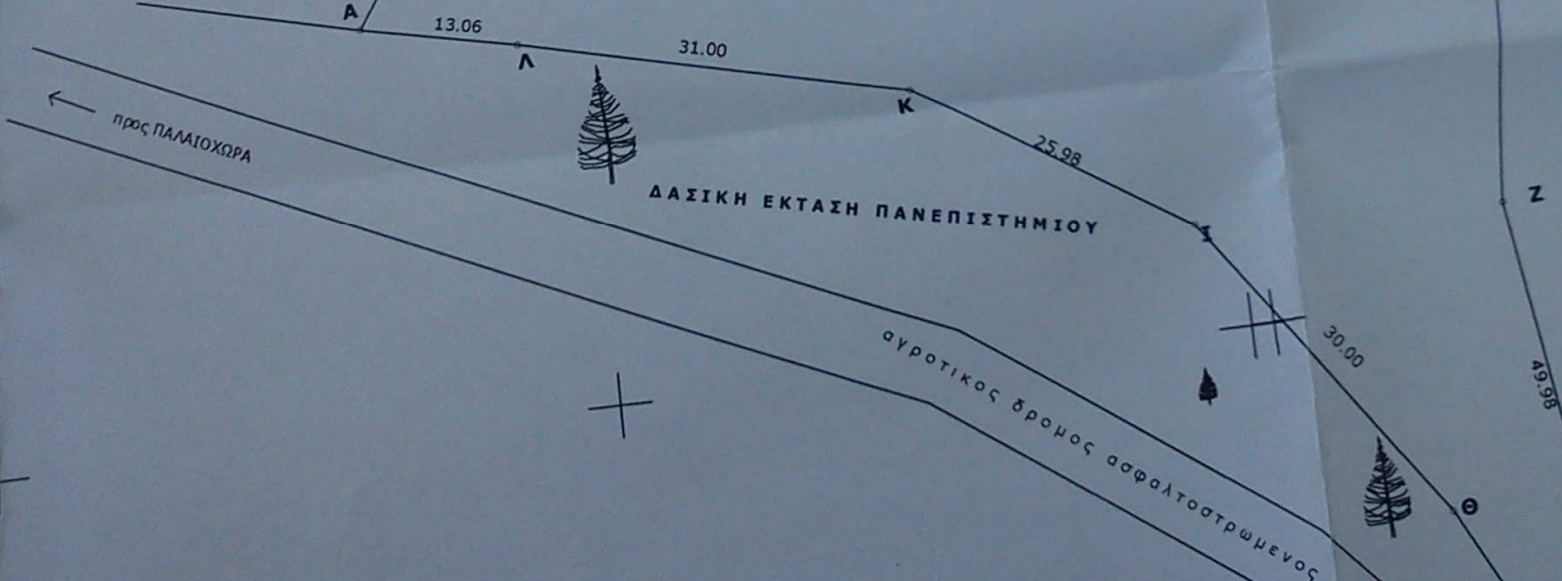 Α
13.06
Λ
31.00
Κ
προς ΠΑΛΑΙΟΧΩΡΑ
25.98
ΔΑΣΙΚΗ ΕΚΤΑΣΗ ΠΑΝΕΠΙΣΤΗΜΙΟΥ
Ι
Ζ
30.00
49.98
αγροτικος δρομος ασφαλτοστρωμενος
Θ